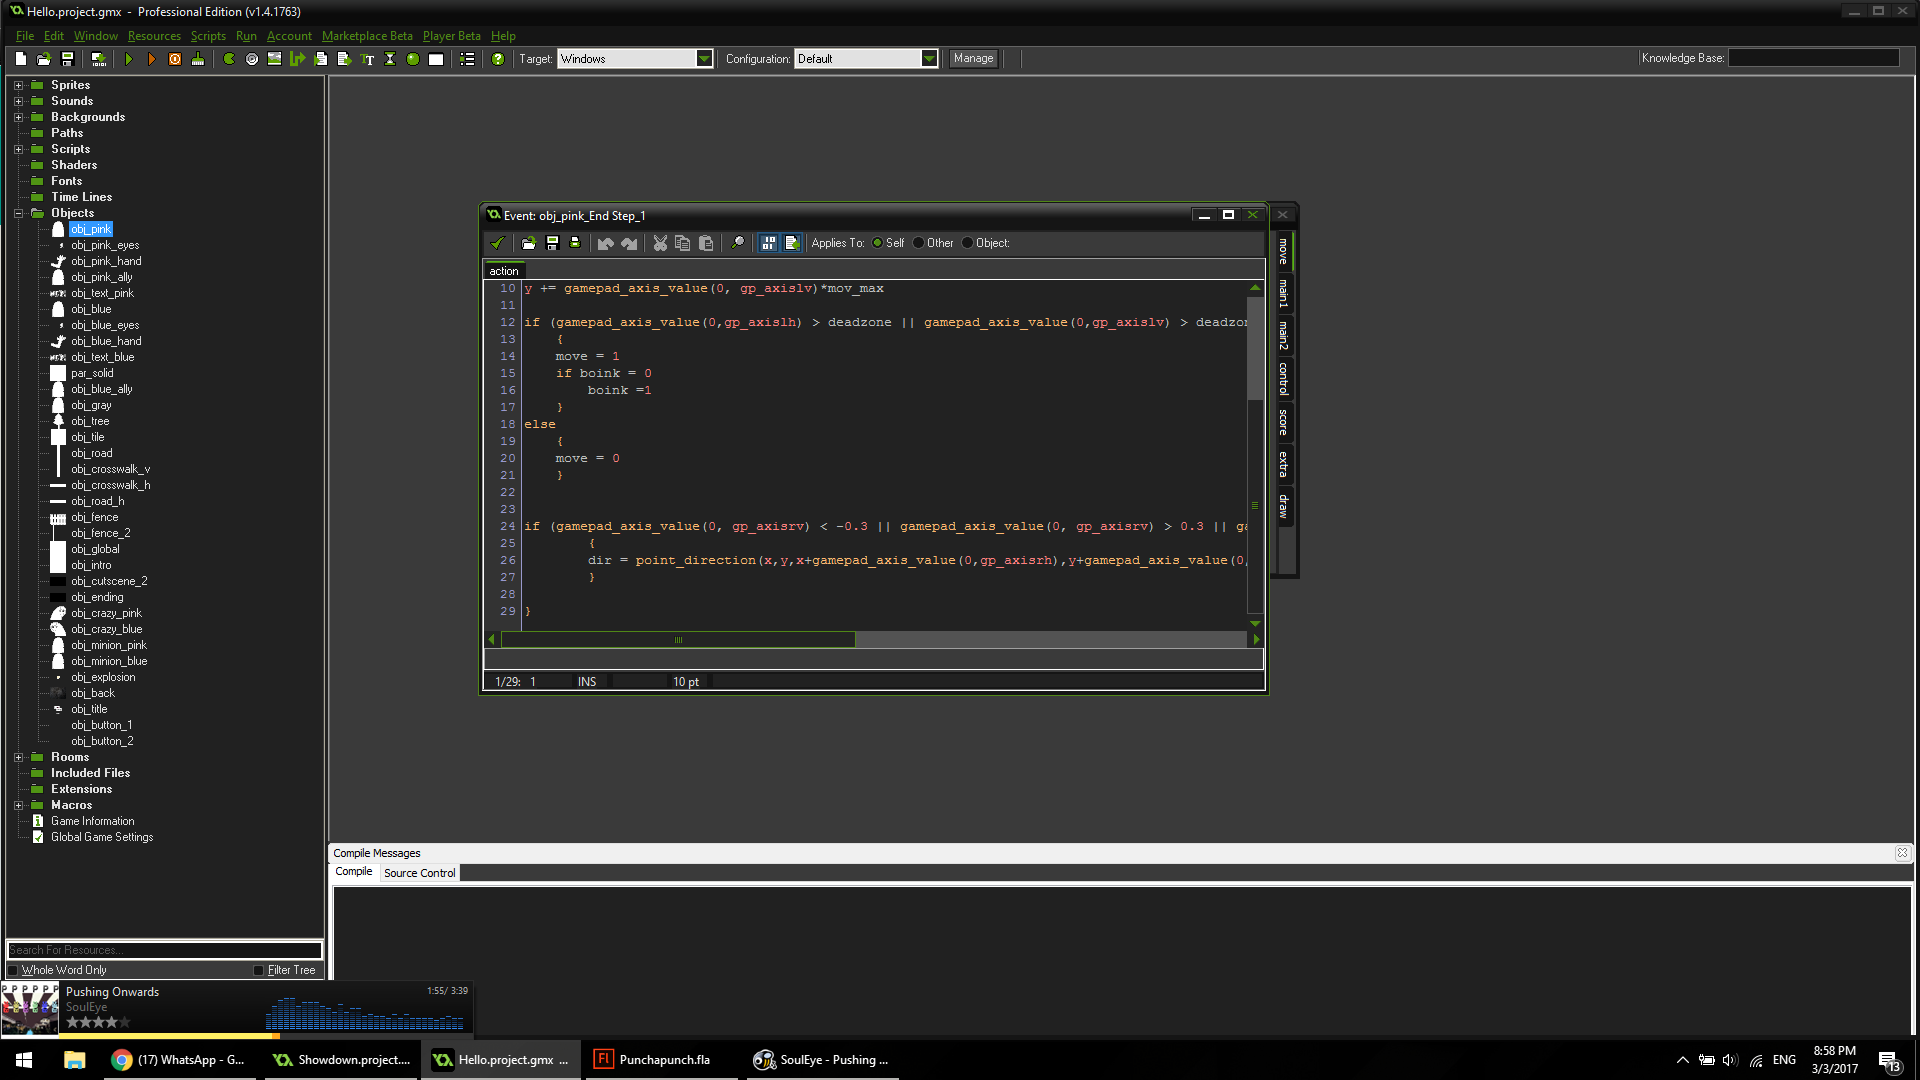 Hello.project.gmx - Professional Edition (v1.4.1763)
File Edit Window Resources Scripts Run Account Marketplace Beta Player Beta Help
Target: Windows Configuration: Default Manage Knowledge Base:
Sprites
Sounds
Backgrounds
Paths
Scripts
Shaders
Fonts
Time Lines
Objects
obj_pink
obj_pink_eyes
obj_pink_hand
obj_pink_ally
obj_text_pink
obj_blue
obj_blue_eyes
obj_blue_hand
obj_text_blue
par_solid
obj_blue_ally
obj_gray
obj_tree
obj_tile
obj_road
obj_crosswalk_v
obj_crosswalk_h
obj_road_h
obj_fence
obj_fence_2
obj_global
obj_intro
obj_cutscene_2
obj_ending
obj_crazy_pink
obj_crazy_blue
obj_minion_pink
obj_minion_blue
obj_explosion
obj_back
obj_title
obj_button_1
obj_button_2
Rooms
Included Files
Extensions
Macros
Game Information
Global Game Settings
Search For Resources...
Whole Word Only Filter Tree
Event: obj_pink_End Step_1
Applies To: Self Other Object:
action
10 y += gamepad_axis_value(0, gp_axislv)*mov_max
11
12 if (gamepad_axis_value(0,gp_axislh) > deadzone || gamepad_axis_value(0,gp_axislv) > deadzon
13 {
14 move = 1
15 if boink = 0
16 boink =1
17 }
18 else
19 {
20 move = 0
21 }
22
23
24 if (gamepad_axis_value(0, gp_axisrv) < -0.3 || gamepad_axis_value(0, gp_axisrv) > 0.3 || ga
25 {
26 dir = point_direction(x,y,x+gamepad_axis_value(0,gp_axisrh),y+gamepad_axis_value(0,
27 }
28
29 }
1/29: 1 INS 10 pt
move
main1
main2
control
score
extra
draw
Compile Messages
Compile Source Control
Pushing Onwards 1:55/ 3:39
SoulEye
(17) WhatsApp - G... Showdown.project.... Hello.project.gmx ... Punchapunch.fla SoulEye - Pushing ...
ENG 8:58 PM
3/3/2017
13